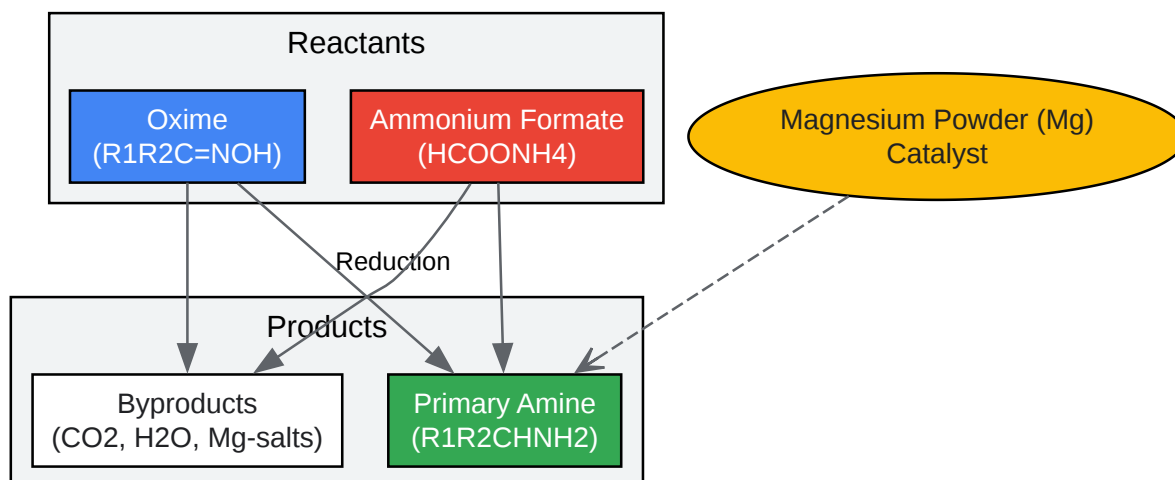 Reactants
Oxime
(R1R2C=NOH)
Ammonium Formate
(HCOONH4)
Magnesium Powder (Mg)
Catalyst
Reduction
Products
Byproducts
(CO2, H2O, Mg-salts)
Primary Amine
(R1R2CHNH2)